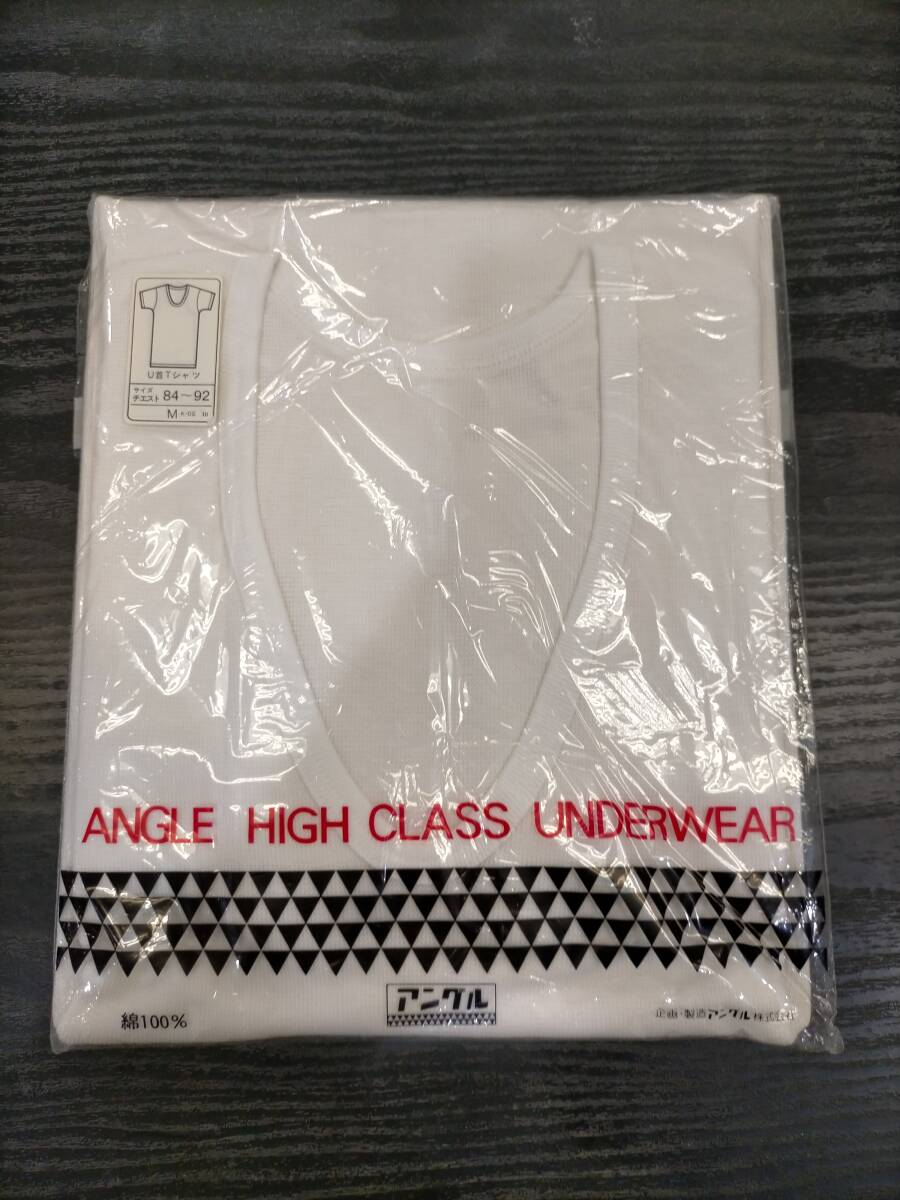 U首Tシャツ
サイズ
チエスト 84〜92
M
ANGLE HIGH CLASS UNDERWEAR
アングル
綿100%
企画・製造 アングル株式会社